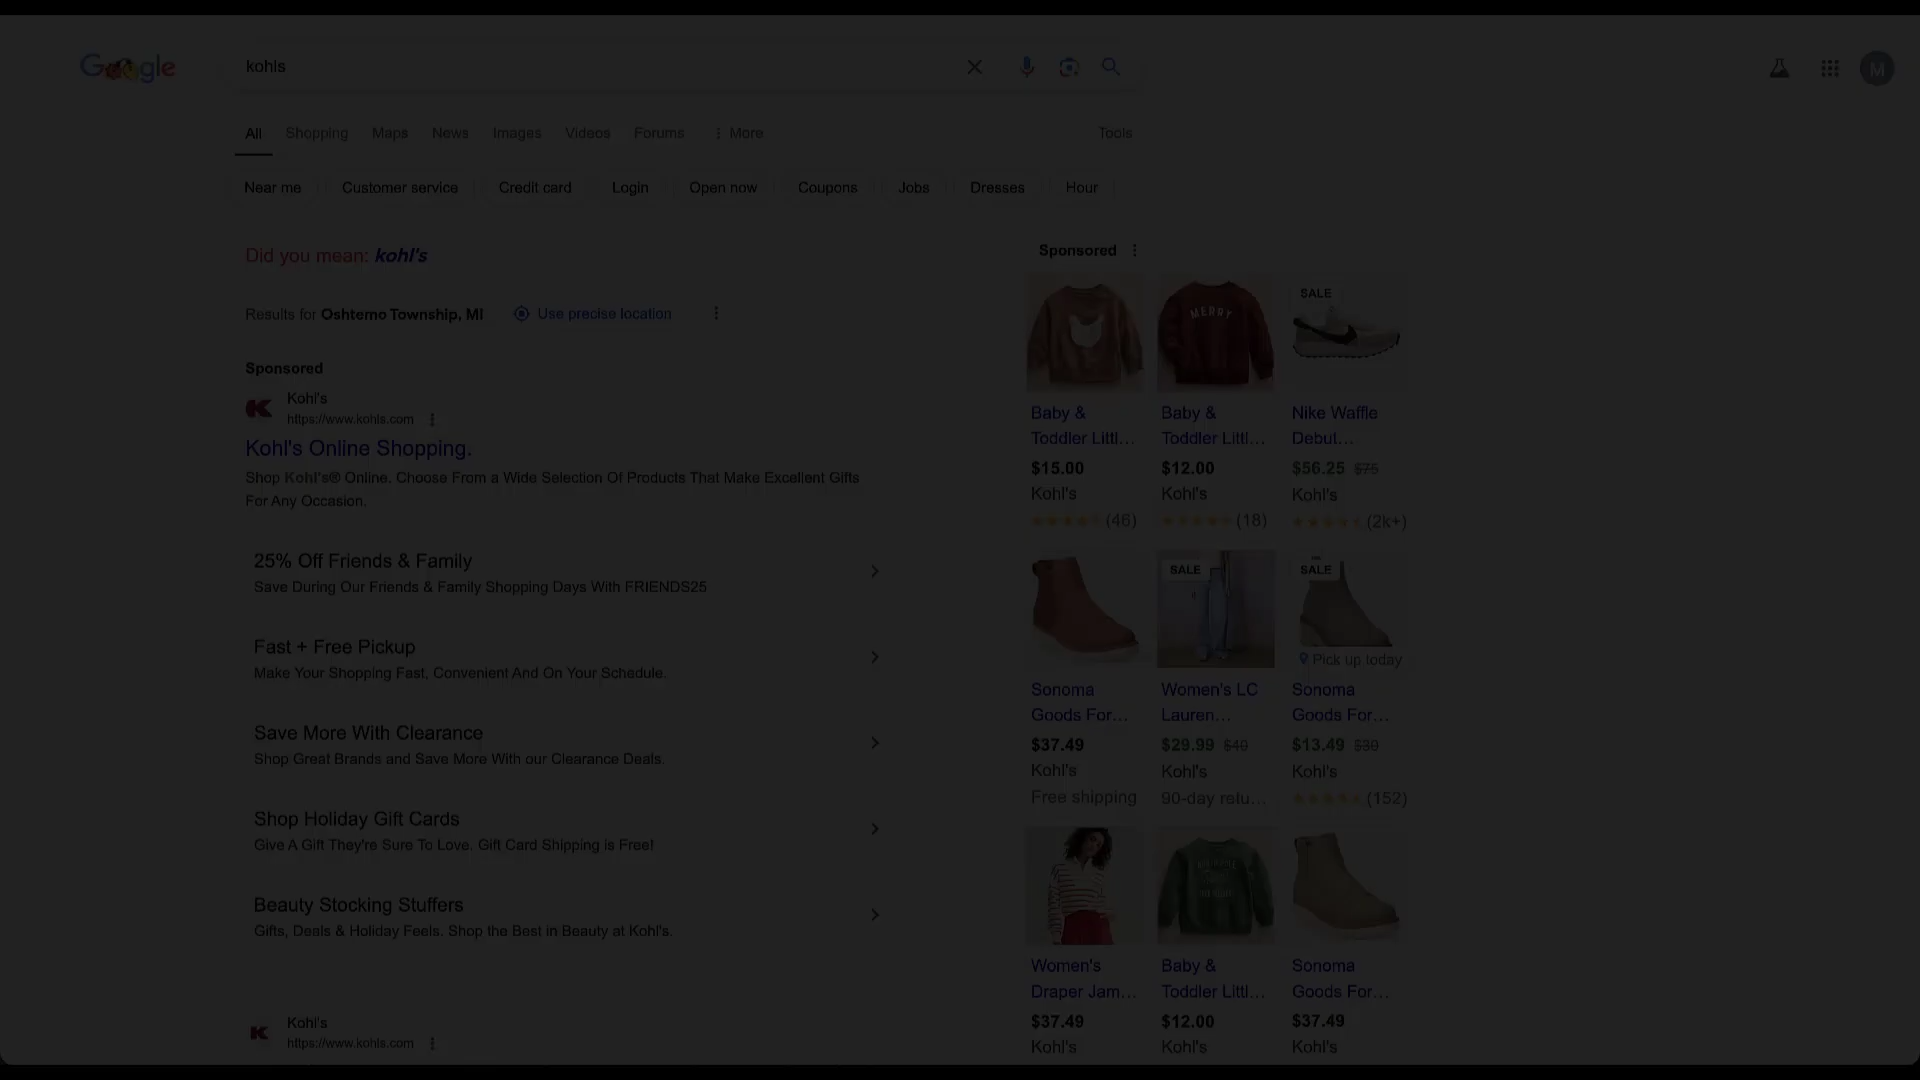 Google
kohls
M
All
Shopping
Maps
News
Images
Videos
Forums
More
Tools
Near me
Customer service
Credit card
Login
Open now
Coupons
Jobs
Dresses
Hour
Did you mean: kohl's
Results for Oshtemo Township, MI
Use precise location
Sponsored
Kohl's
https://www.kohls.com
Kohl's Online Shopping.
Shop Kohl's® Online. Choose From a Wide Selection Of Products That Make Excellent Gifts
For Any Occasion.
25% Off Friends & Family
Save During Our Friends & Family Shopping Days With FRIENDS25
Fast + Free Pickup
Make Your Shopping Fast, Convenient And On Your Schedule.
Save More With Clearance
Shop Great Brands and Save More With our Clearance Deals.
Shop Holiday Gift Cards
Give A Gift They're Sure To Love. Gift Card Shipping is Free!
Beauty Stocking Stuffers
Gifts, Deals & Holiday Feels. Shop the Best in Beauty at Kohl's.
Kohl's
https://www.kohls.com
Sponsored
MERRY
SALE
Baby &
Toddler Littl...
$15.00
Kohl's
(46)
Baby &
Toddler Littl...
$12.00
Kohl's
(18)
Nike Waffle
Debut...
$56.25 $75
Kohl's
(2k+)
SALE
SALE
Pick up today
Sonoma
Goods For...
$37.49
Kohl's
Free shipping
Women's LC
Lauren...
$29.99 $40
Kohl's
90-day retu...
Sonoma
Goods For...
$13.49 $30
Kohl's
(152)
Women's
Draper Jam...
$37.49
Kohl's
Baby &
Toddler Littl...
$12.00
Kohl's
Sonoma
Goods For...
$37.49
Kohl's